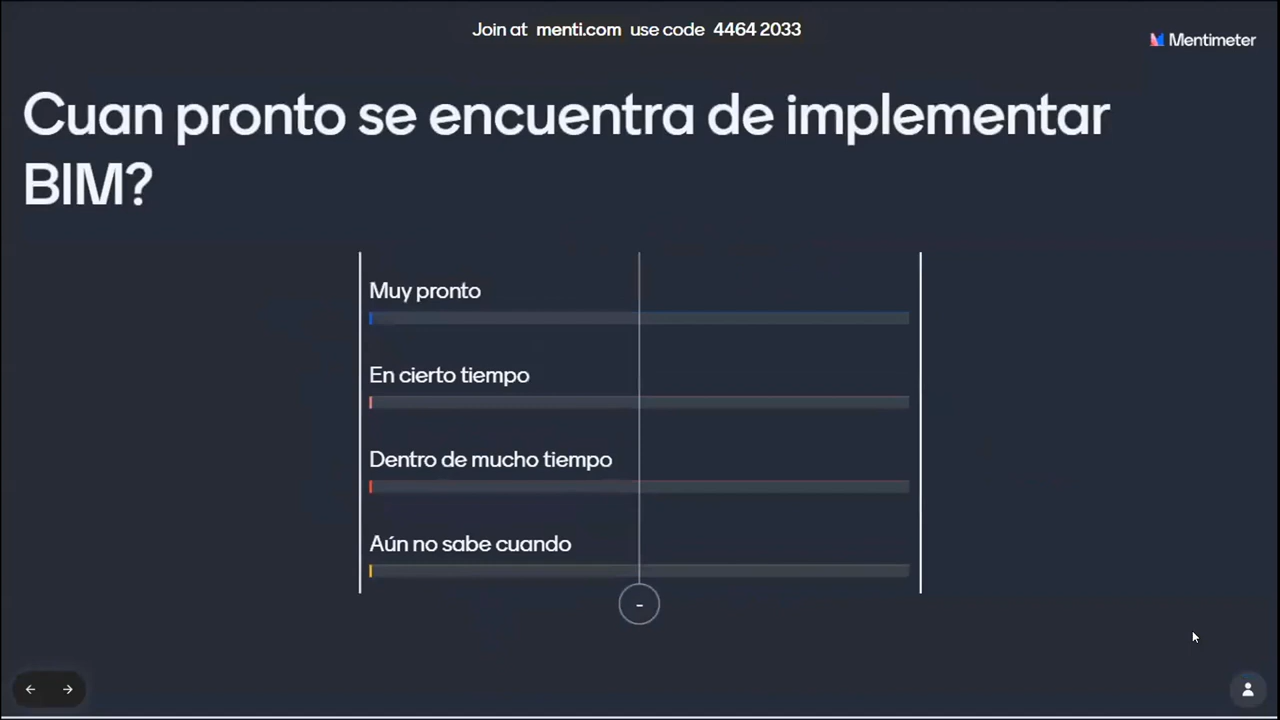 Join at menti.com use code 4464 2033
Mentimeter
Cuan pronto se encuentra de implementar
BIM?
Muy pronto
En cierto tiempo
Dentro de mucho tiempo
Aún no sabe cuando
-